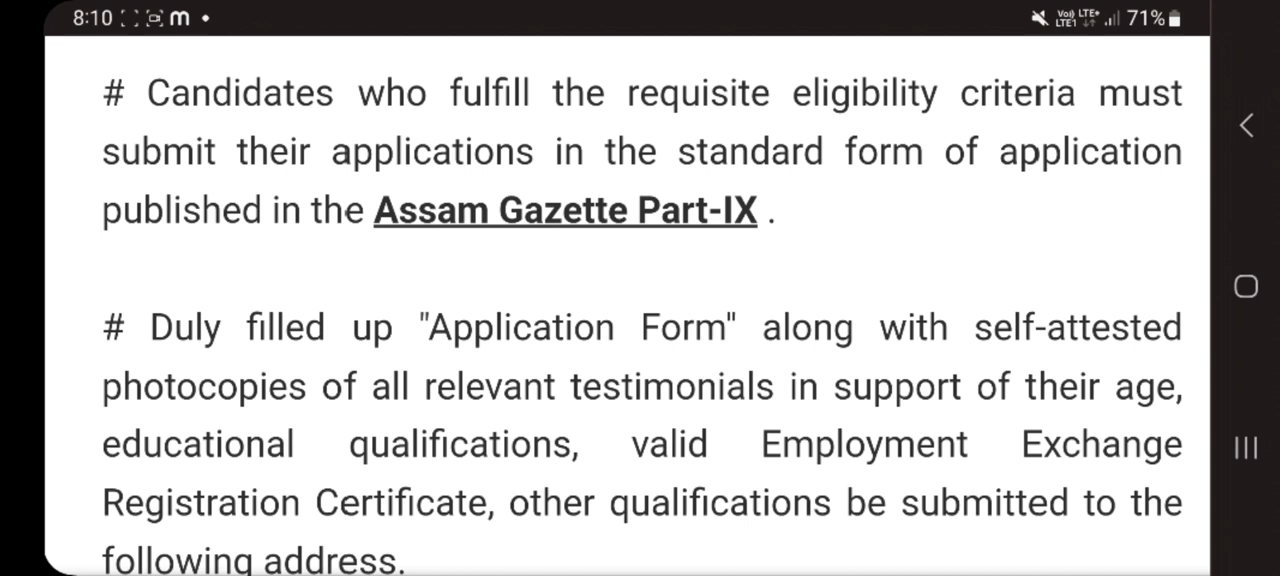 8:10 m •
Vo) LTE+ LTE1 71%
# Candidates who fulfill the requisite eligibility criteria must
submit their applications in the standard form of application
published in the Assam Gazette Part-IX .
# Duly filled up "Application Form" along with self-attested
photocopies of all relevant testimonials in support of their age,
educational qualifications, valid Employment Exchange
Registration Certificate, other qualifications be submitted to the
following address.